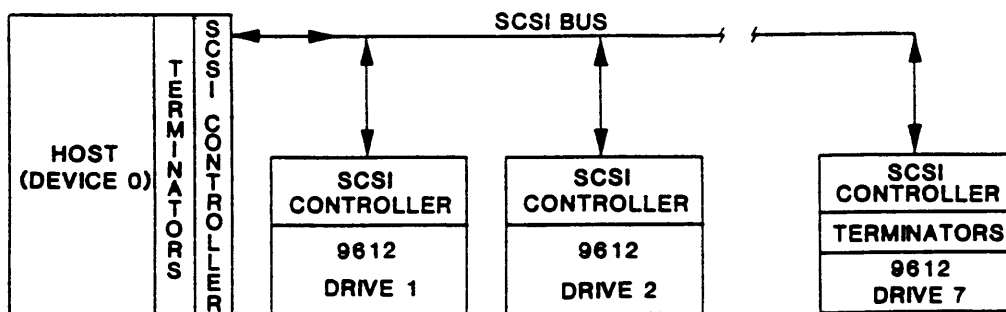 SCSI BUS
HOST
(DEVICE 0)
TERMINATORS
SCSI CONTROLLER
SCSI
CONTROLLER
9612
DRIVE 1
SCSI
CONTROLLER
9612
DRIVE 2
SCSI
CONTROLLER
TERMINATORS
9612
DRIVE 7